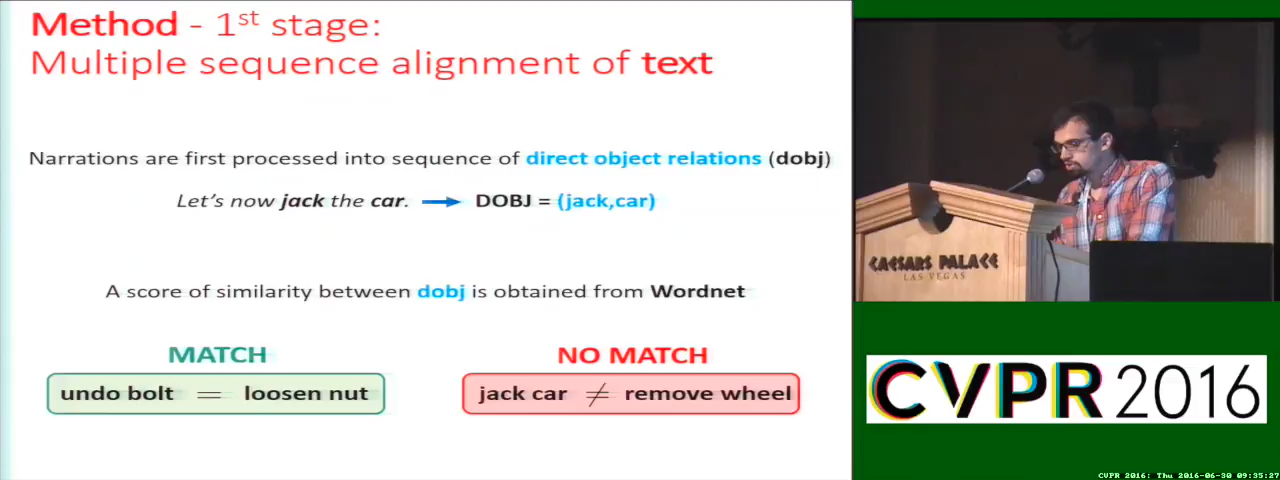 Method - 1st stage:
Multiple sequence alignment of text
Narrations are first processed into sequence of direct object relations (dobj)
Let's now jack the car. → DOBJ = (jack,car)
A score of similarity between dobj is obtained from Wordnet
MATCH
undo bolt = loosen nut
NO MATCH
jack car ≠ remove wheel
CAESARS PALACE
LAS VEGAS
CVPR 2016
CVPR 2016: Thu 2016-06-30 09:35:27